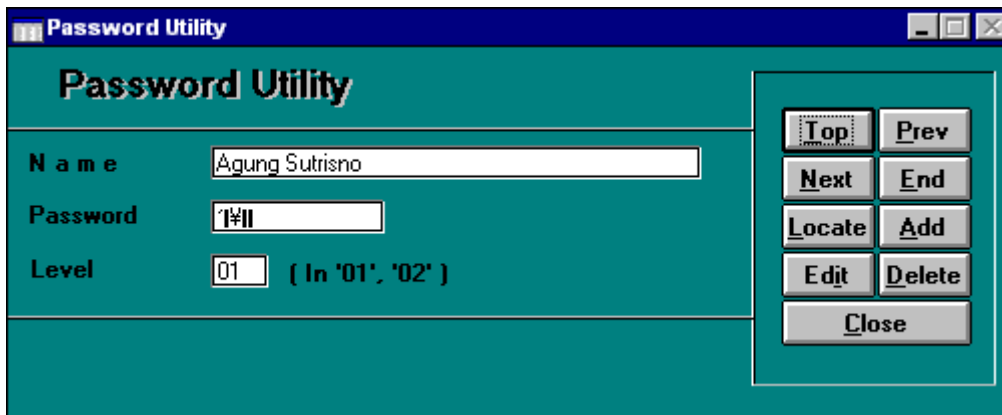 Password Utility
Password Utility
Name Agung Sutrisno
Password
Level 01 ( In '01', '02' )
Top Prev
Next End
Locate Add
Edit Delete
Close